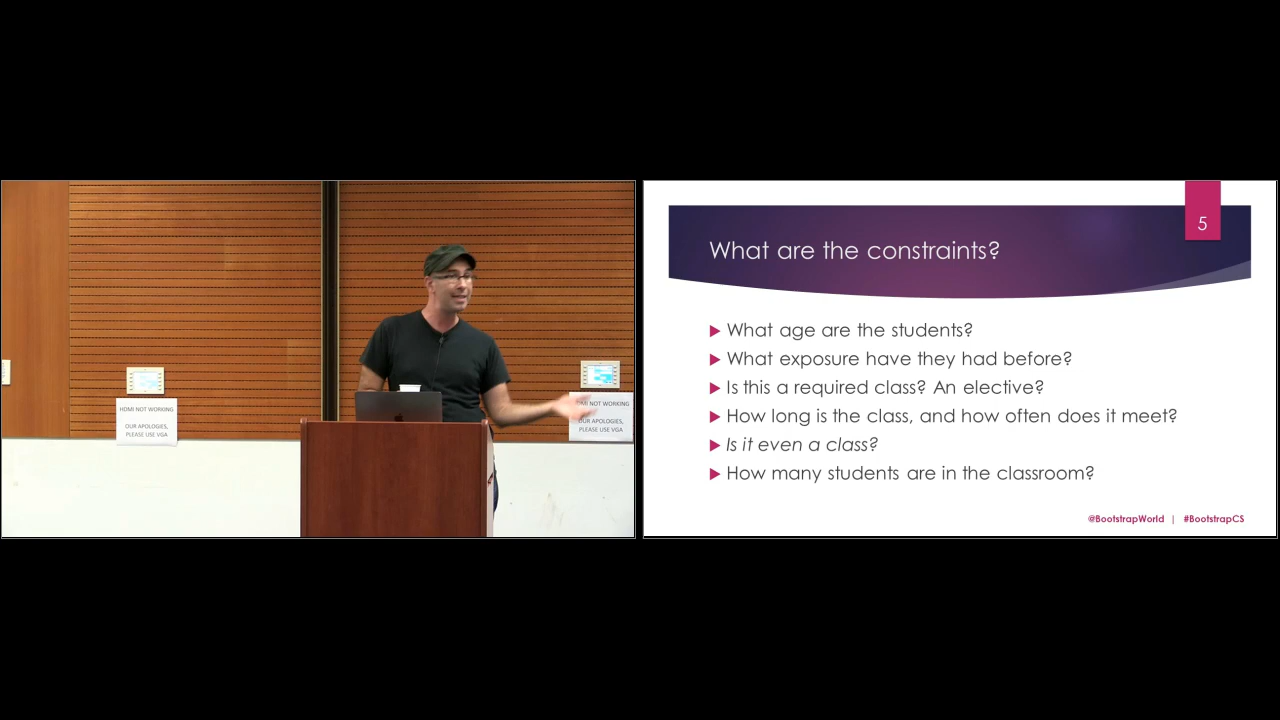 HDMI NOT WORKING
OUR APOLOGIES,
PLEASE USE VGA
HDMI NOT WORKING
OUR APOLOGIES,
PLEASE USE VGA
5
What are the constraints?
What age are the students?
What exposure have they had before?
Is this a required class? An elective?
How long is the class, and how often does it meet?
Is it even a class?
How many students are in the classroom?
@BootstrapWorld | #BootstrapCS